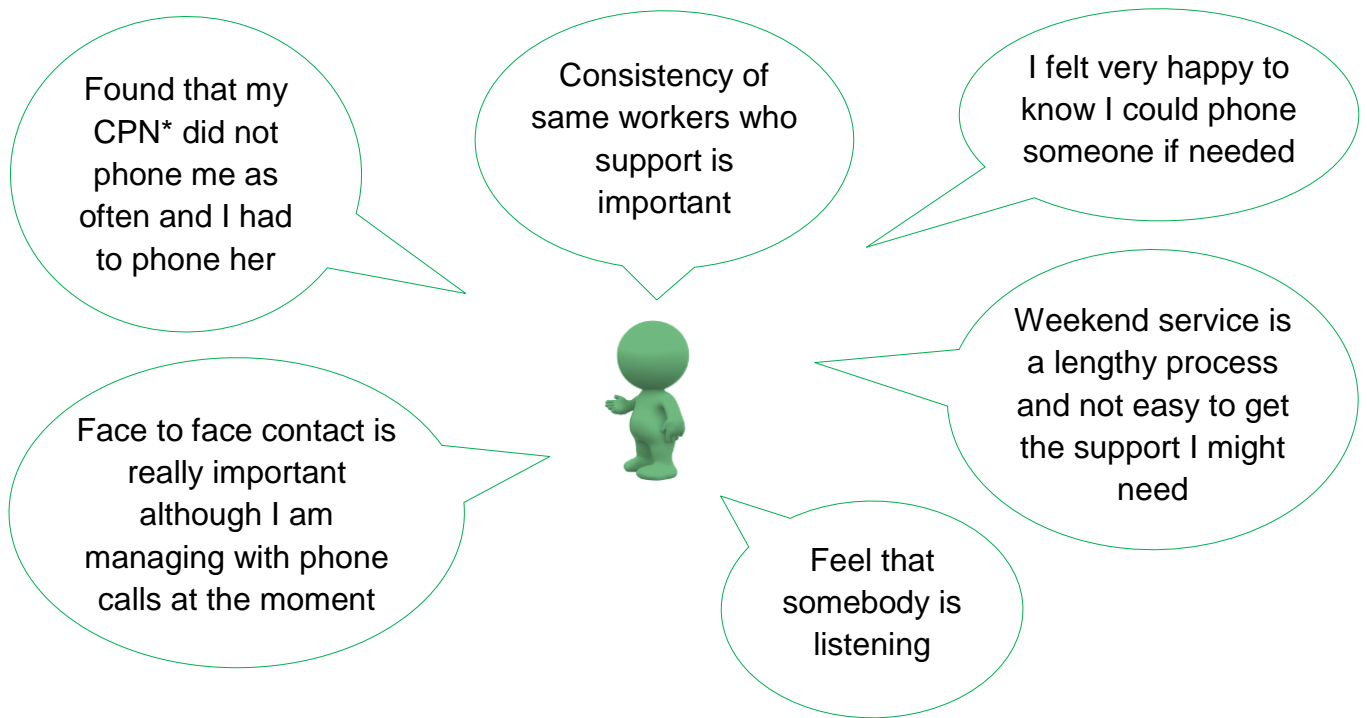 Found that my
CPN* did not
phone me as
often and I had
to phone her
Consistency of
same workers who
support is
important
I felt very happy to
know I could phone
someone if needed
Weekend service is
a lengthy process
and not easy to get
the support I might
need
Face to face contact is
really important
although I am
managing with phone
calls at the moment
Feel that
somebody is
listening